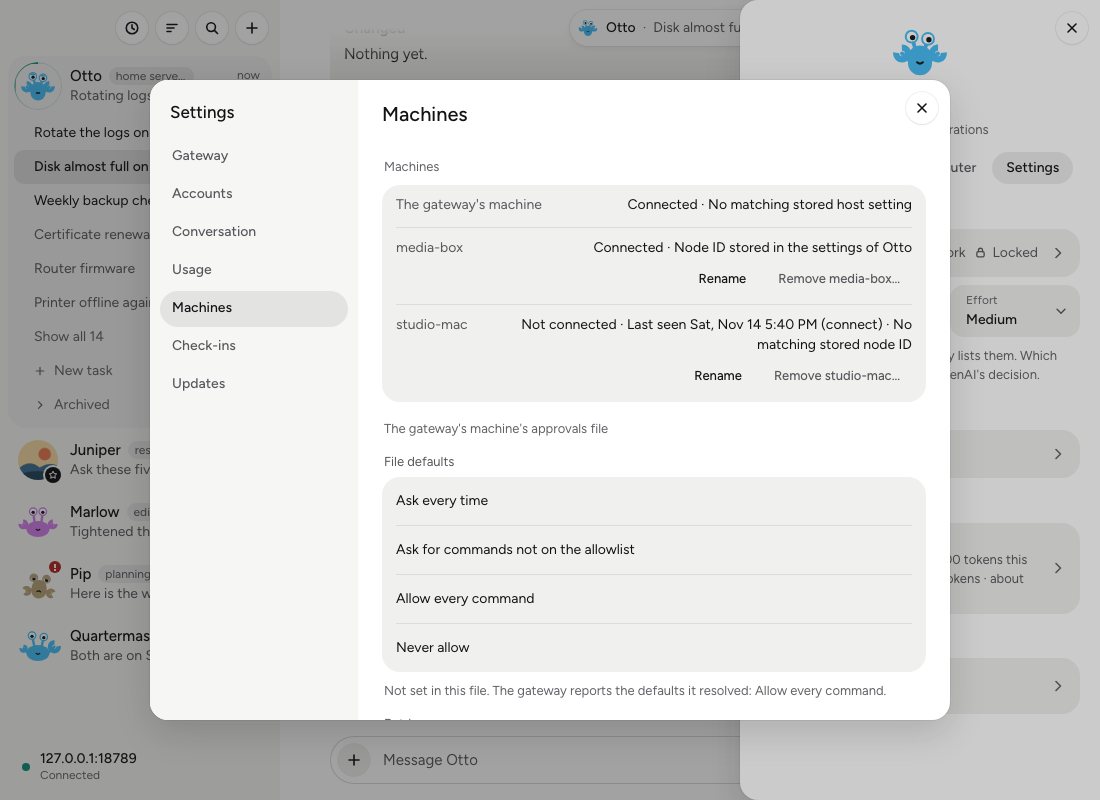 Nothing yet.
Otto · Disk almost fu
Otto home serve... now
Rotating logs
Rotate the logs on
Disk almost full on
Weekly backup che
Certificate renewa
Router firmware
Printer offline agai
Show all 14
New task
Archived
Juniper res
Ask these fiv
Marlow edi
Tightened th
Pip planning
Here is the w
Quartermas
Both are on S
127.0.0.1:18789
Connected
Settings
Gateway
Accounts
Conversation
Usage
Machines
Check-ins
Updates
Machines
Machines
The gateway's machine Connected · No matching stored host setting
media-box Connected · Node ID stored in the settings of Otto
Rename Remove media-box...
studio-mac Not connected · Last seen Sat, Nov 14 5:40 PM (connect) · No
matching stored node ID
Rename Remove studio-mac...
The gateway's machine's approvals file
File defaults
Ask every time
Ask for commands not on the allowlist
Allow every command
Never allow
Not set in this file. The gateway reports the defaults it resolved: Allow every command.
Message Otto
rations
uter Settings
ork Locked
Effort
Medium
y lists them. Which
enAI's decision.
00 tokens this
okens · about